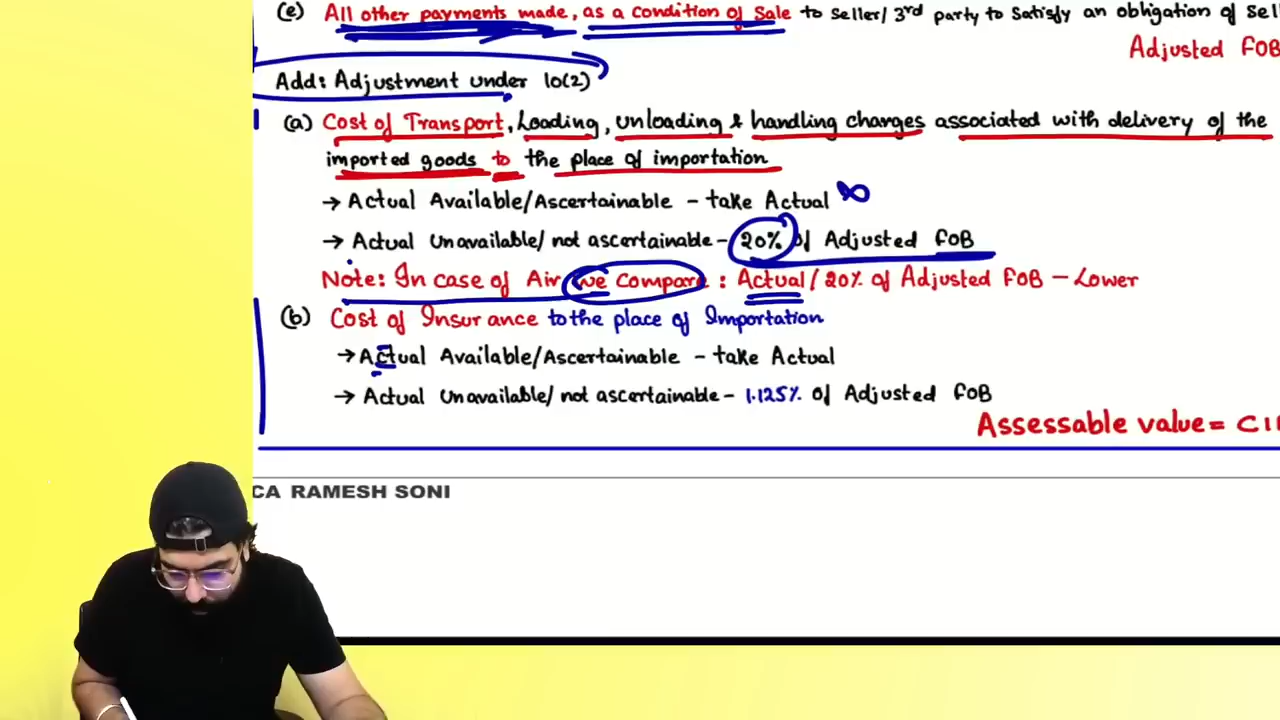 (e) All other payments made, as a condition of Sale to Seller/ 3rd party to Satisfy an obligation of Sel
Adjusted FOB
Add: Adjustment under 10(2)
(a) Cost of Transport, Loading, unloading & handling charges associated with delivery of the
imported goods to the place of importation
→ Actual Available/Ascertainable - take Actual
→ Actual Unavailable/ not ascertainable - 20% of Adjusted FOB
Note: In case of Air we Compare : Actual / 20% of Adjusted FOB - Lower
(b) Cost of Insurance to the place of Importation
→ Actual Available/Ascertainable - take Actual
→ Actual Unavailable/ not ascertainable - 1.125% of Adjusted FOB
Assessable value = CI
CA RAMESH SONI